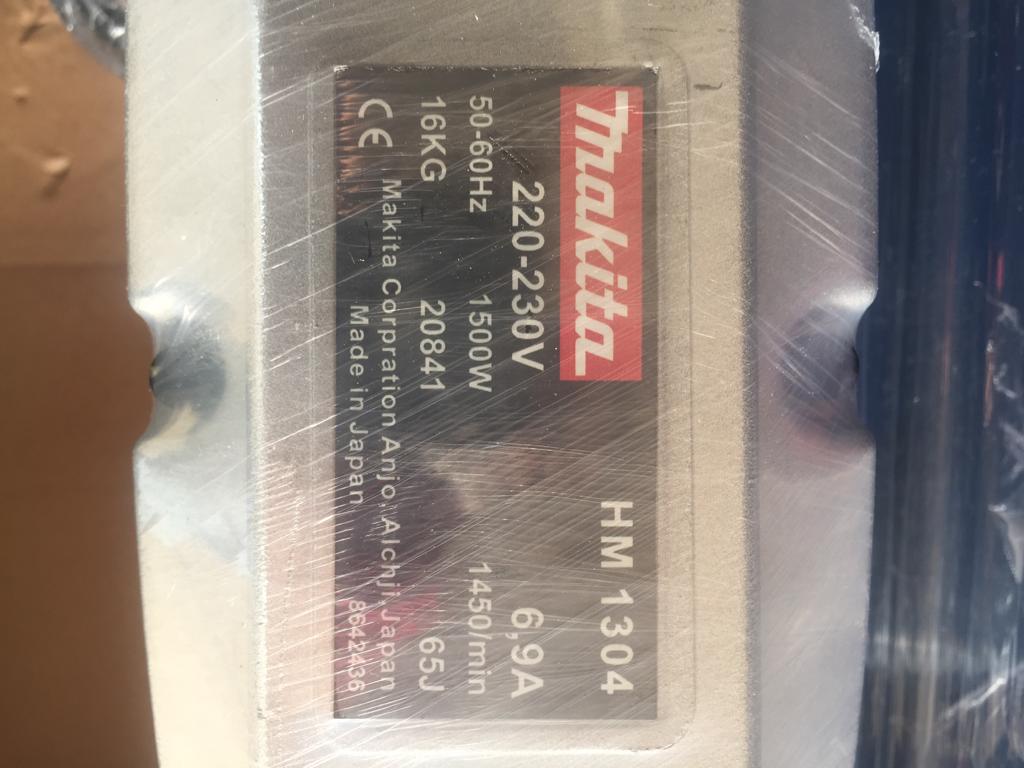 makita HM 1304
220-230V 6,9A
50-60Hz 1500W 1450/min
16KG 20841 65J
CE Makita Corpration Anjo. AIchi. Japan
Made in Japan 8642436